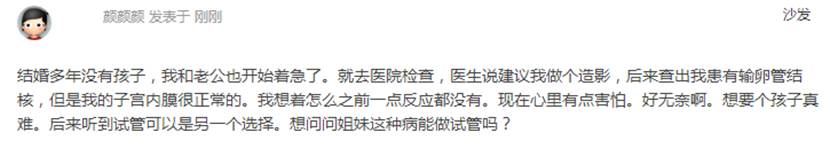 颜颜颜 发表于 刚刚
沙发
结婚多年没有孩子，我和老公也开始着急了。就去医院检查，医生说建议我做个造影，后来查出我患有输卵管结
核，但是我的子宫内膜很正常的。我想着怎么之前一点反应都没有。现在心里有点害怕。好无奈啊。想要个孩子真
难。后来听到试管可以是另一个选择。想问问姐妹这种病能做试管吗？